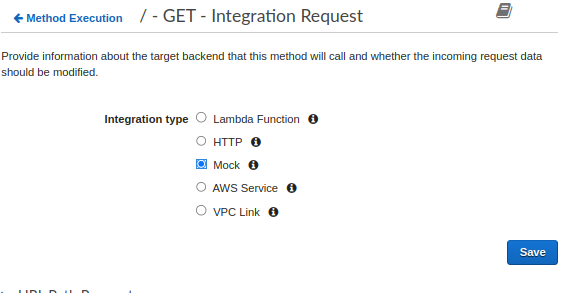 Method Execution / - GET - Integration Request
Provide information about the target backend that this method will call and whether the incoming request data
should be modified.
Integration type Lambda Function
HTTP
Mock
AWS Service
VPC Link
Save